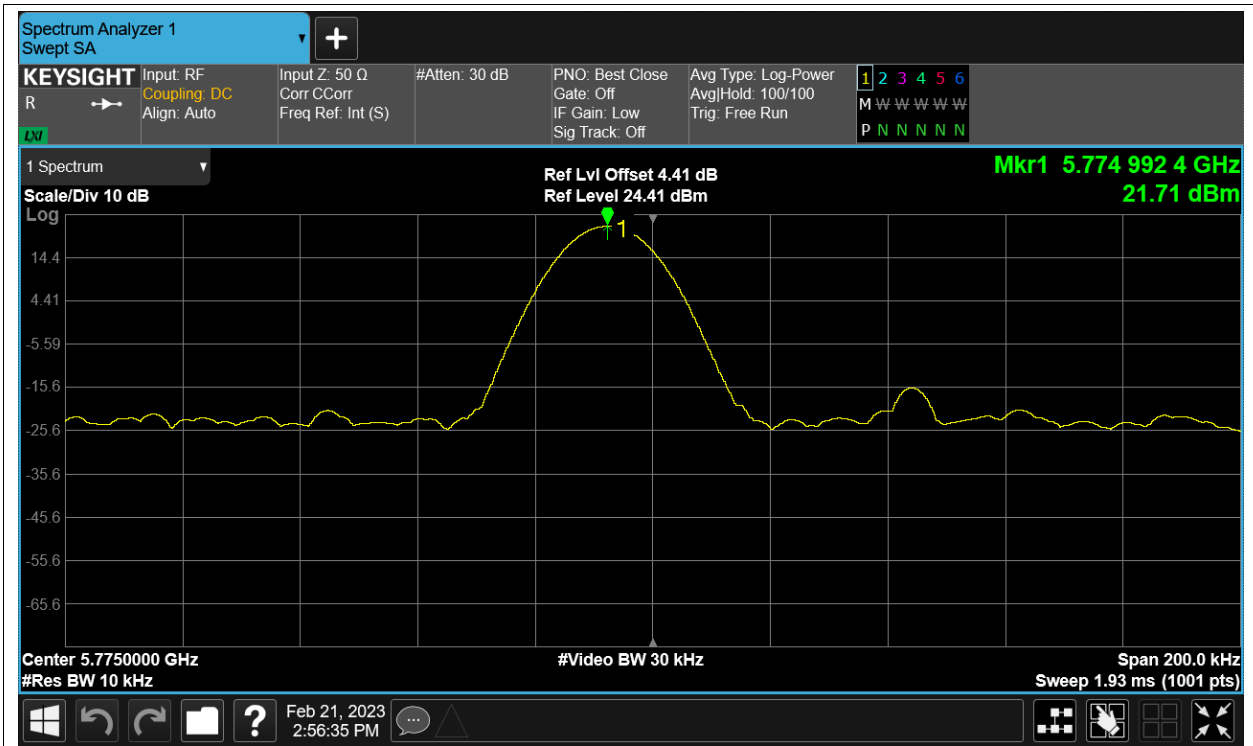 Spectrum Analyzer 1
Swept SA
+
KEYSIGHT Input: RF Input Z: 50 Ω #Atten: 30 dB PNO: Best Close Avg Type: Log-Power 1 2 3 4 5 6
R Coupling: DC Corr CCorr Gate: Off Avg|Hold: 100/100 M W W W W W W
Align: Auto Freq Ref: Int (S) IF Gain: Low Trig: Free Run
LXI Sig Track: Off P N N N N N N
1 Spectrum Ref Lvl Offset 4.41 dB Mkr1 5.774 992 4 GHz
Scale/Div 10 dB Ref Level 24.41 dBm 21.71 dBm
Log
1
14.4
4.41
-5.59
-15.6
-25.6
-35.6
-45.6
-55.6
-65.6
Center 5.7750000 GHz #Video BW 30 kHz Span 200.0 kHz
#Res BW 10 kHz Sweep 1.93 ms (1001 pts)
? Feb 21, 2023
2:56:35 PM